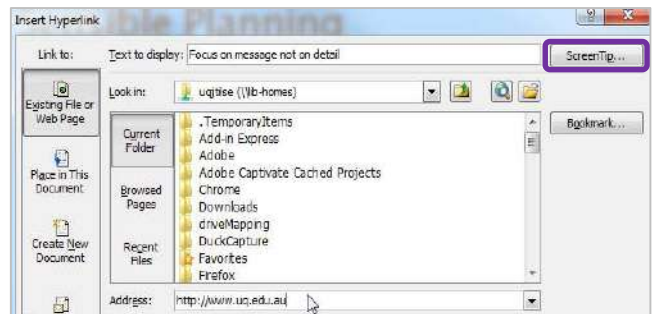 ible Planning
Insert Hyperlink
Link to:
Text to display: Focus on message not on detail
ScreenTip...
Existing File or
Web Page
Look in: uqjtilse (\\lib-homes)
Bookmark...
Current
Folder
.TemporaryItems
Add-in Express
Adobe
Adobe Captivate Cached Projects
Chrome
Downloads
driveMapping
DuckCapture
Favorites
Firefox
Place in This
Document
Browsed
Pages
Create New
Document
Recent
Files
Address: http://www.uq.edu.au